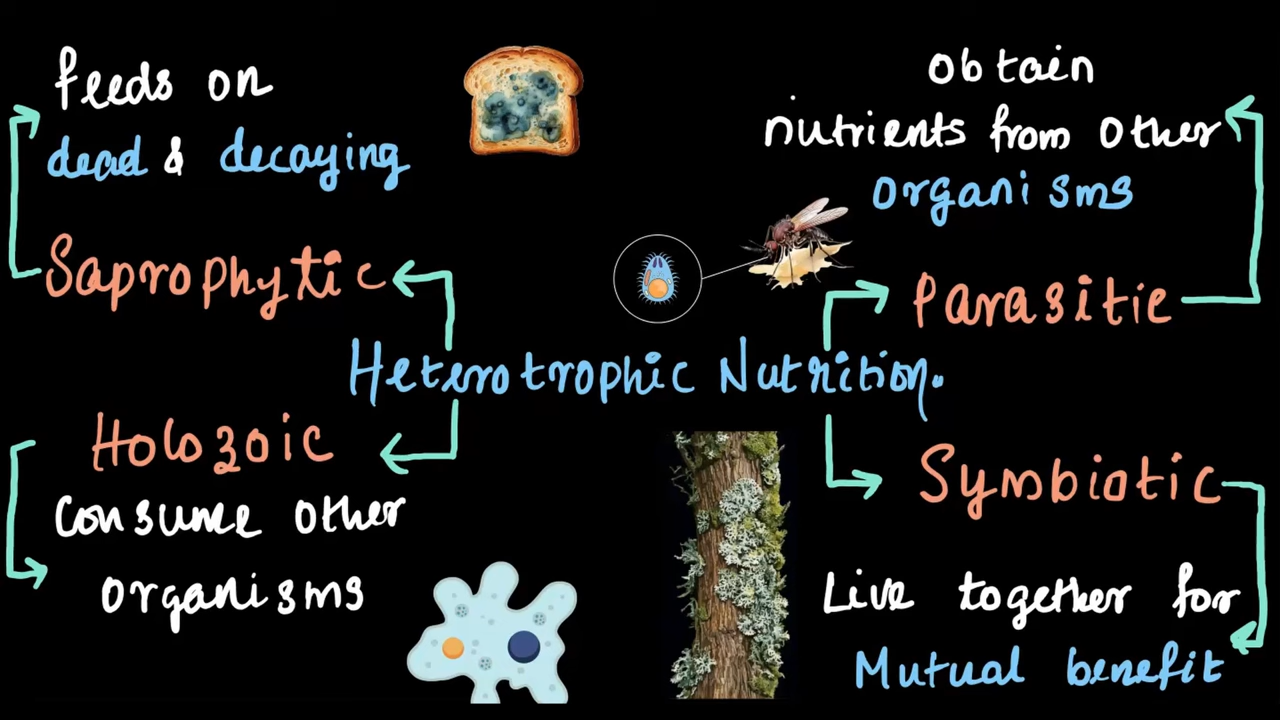 feeds on
dead & decaying
Saprophytic
obtain
nutrients from other
organisms
Parasitic
Heterotrophic Nutrition.
Holozoic
Consume other
organisms
Symbiotic
Live together for
Mutual benefit